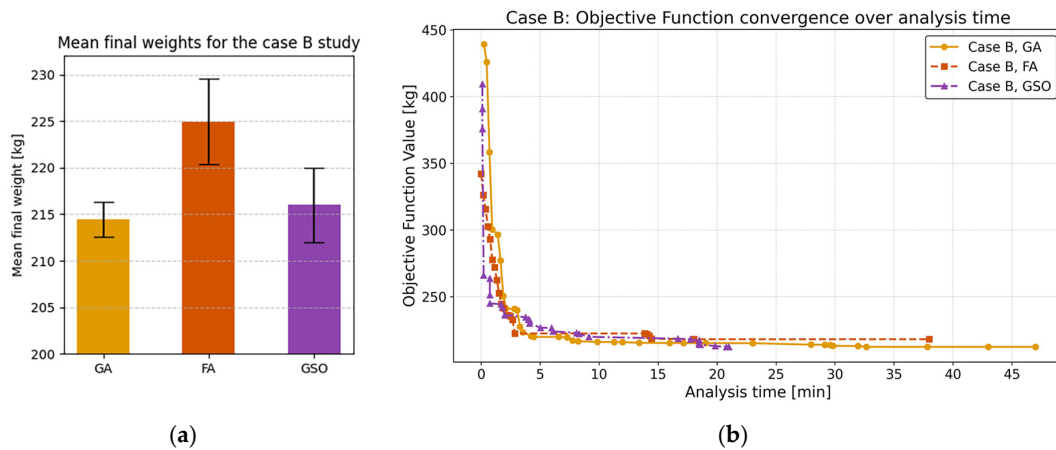 Mean final weights for the case B study
Mean final weight [kg]
230
225
220
215
210
205
200
GA
FA
GSO
(a)
Case B: Objective Function convergence over analysis time
Objective Function Value [kg]
450
400
350
300
250
0
5
10
15
20
25
30
35
40
45
Analysis time [min]
Case B, GA
Case B, FA
Case B, GSO
(b)